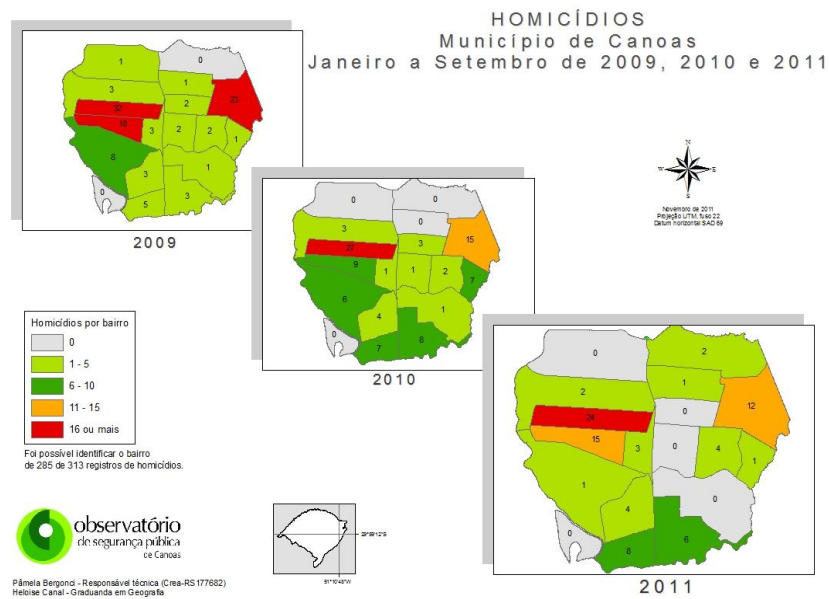 HOMICÍDIOS
Município de Canoas
Janeiro a Setembro de 2009, 2010 e 2011
1
0
3
1
23
32
2
18
3
2
2
1
8
3
1
0
5
3
2009
N
W
E
S
Novembro de 2011
Projeção UTM, fuso 22
Datum horizontal SAD 69
0
0
0
3
3
15
27
9
1
1
2
7
6
4
1
0
7
8
2010
Homicídios por bairro
0
1 - 5
6 - 10
11 - 15
16 ou mais
Foi possível identificar o bairro
de 285 de 313 registros de homicídios.
0
2
1
2
12
24
0
15
3
0
4
1
1
4
0
0
8
6
2011
observatório
de segurança pública
de Canoas
51°10'48"W
Pâmela Bergonci - Responsável técnica (Crea-RS 177682)
Heloise Canal - Graduanda em Geografia